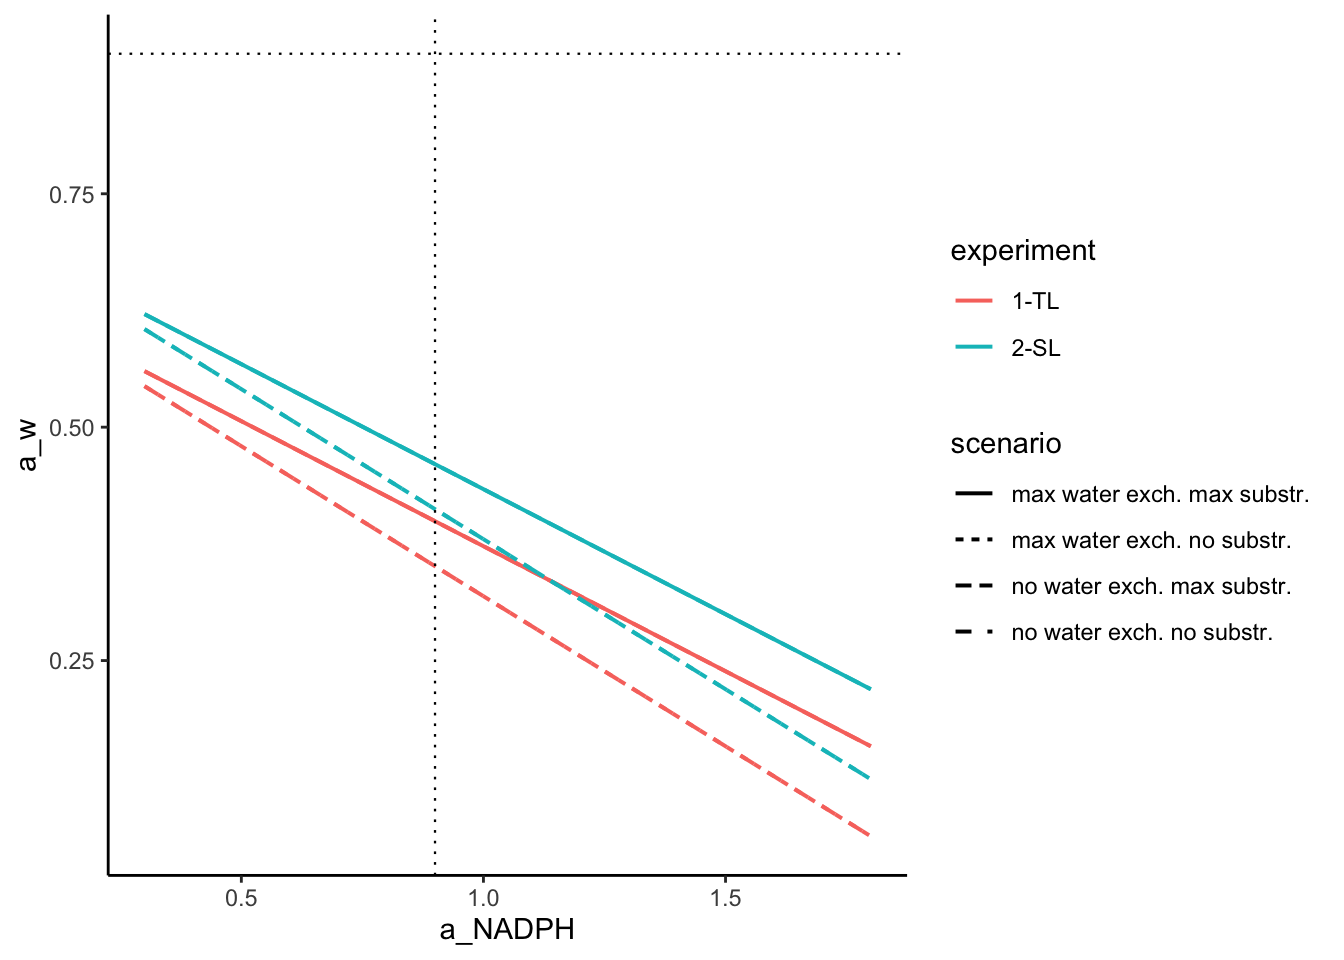 0.75
0.50
0.25
a_w
0.5
1.0
1.5
a_NADPH
experiment
1-TL
2-SL
scenario
max water exch. max substr.
max water exch. no substr.
no water exch. max substr.
no water exch. no substr.